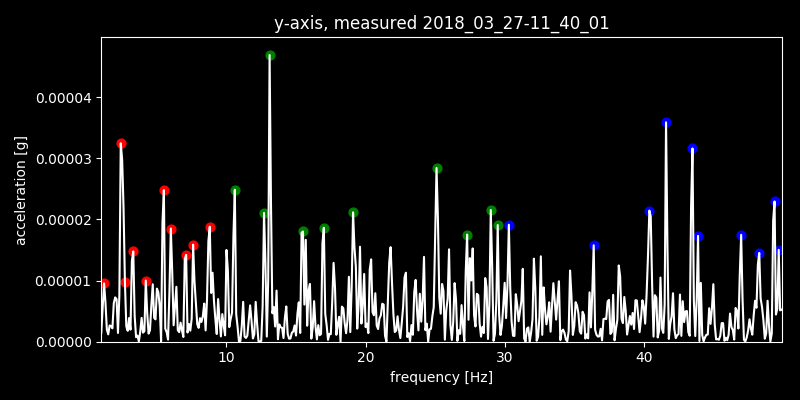 y-axis, measured 2018_03_27-11_40_01
acceleration [g]
0.00004
0.00003
0.00002
0.00001
0.00000
10 20 30 40
frequency [Hz]